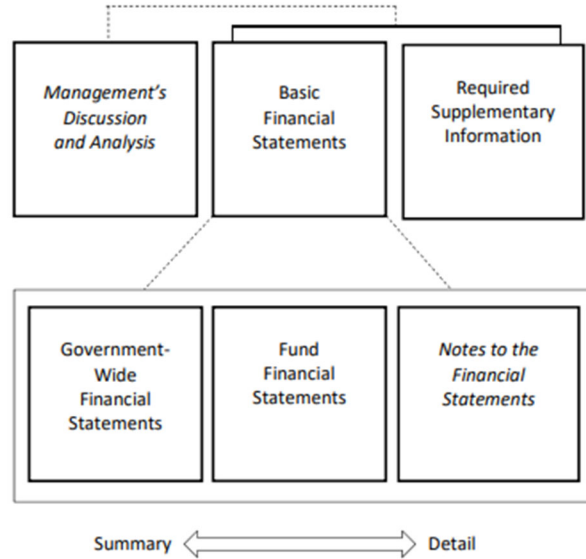 Management's
Discussion
and Analysis
Basic
Financial
Statements
Required
Supplementary
Information
Government-
Wide
Financial
Statements
Fund
Financial
Statements
Notes to the
Financial
Statements
Summary
Detail